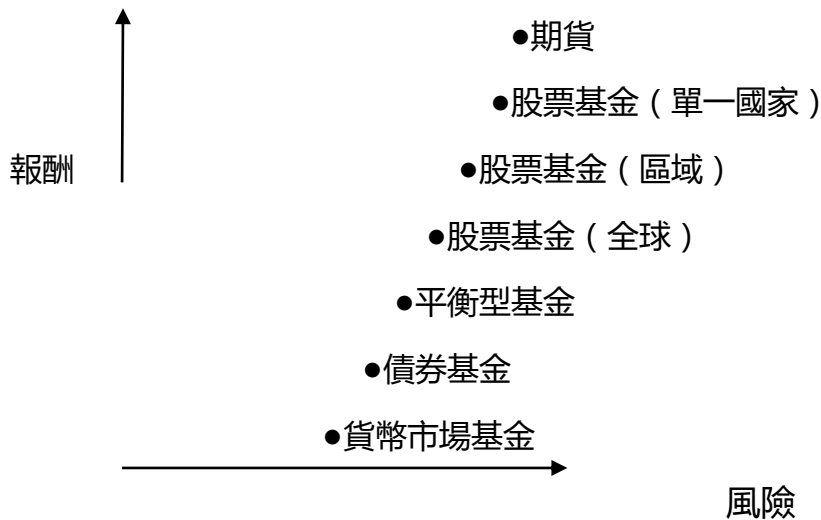 ●期貨
●股票基金（單一國家）
報酬
●股票基金（區域）
●股票基金（全球）
●平衡型基金
●債券基金
●貨幣市場基金
風險